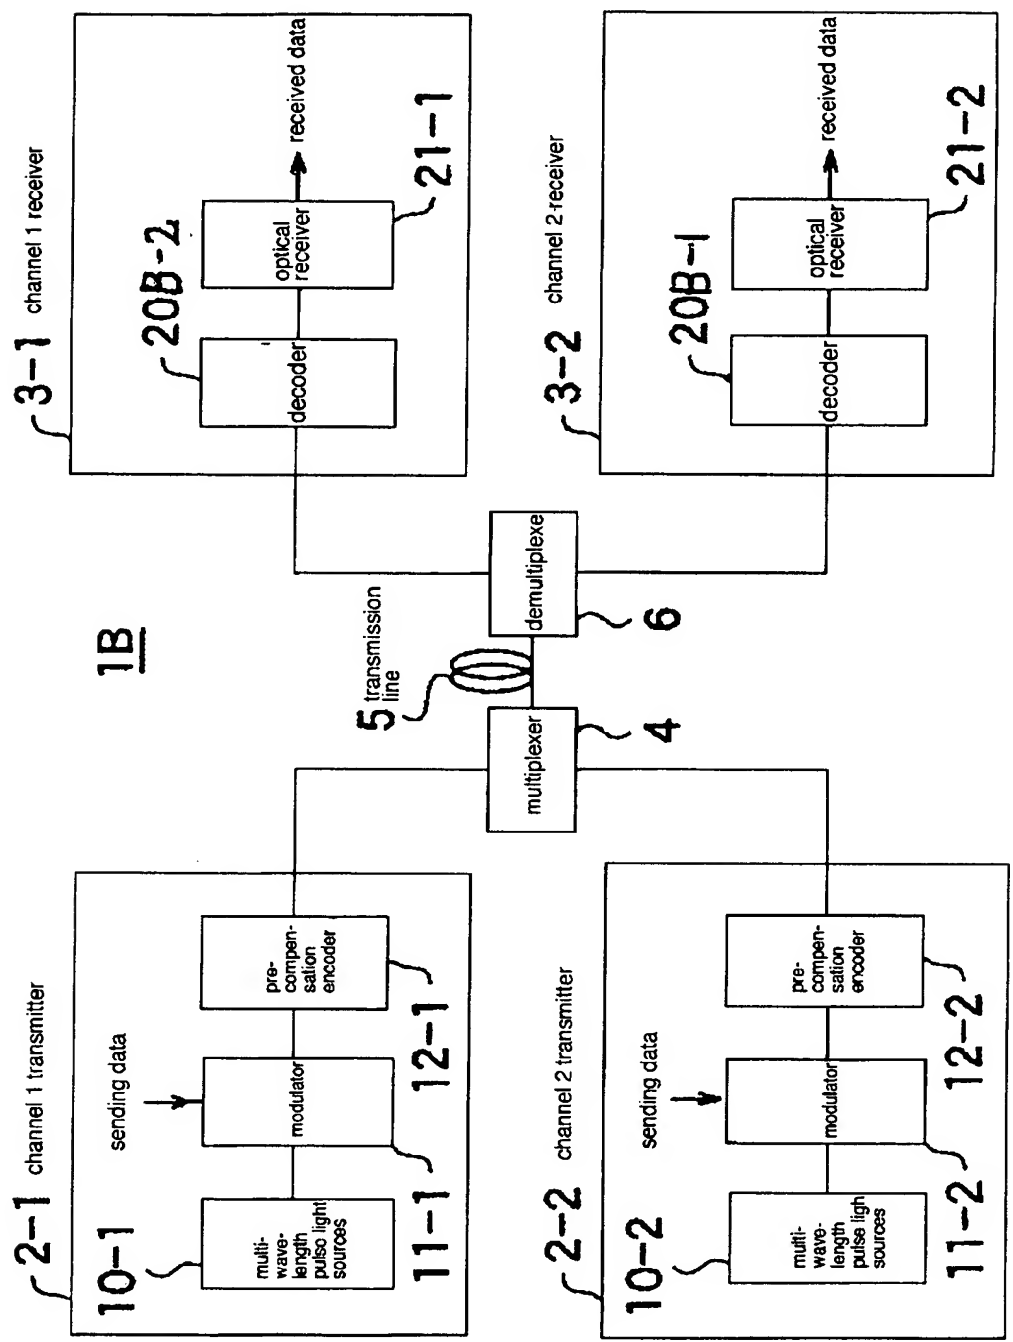 1B
2-1 channel 1 transmitter
sending data
10-1
multi-
wave-
length
pulso light
sources
modulator
11-1
pre-
compen-
sation
encoder
12-1
2-2 channel 2 transmitter
sending data
10-2
multi-
wave-
length
pulse ligh
sources
modulator
11-2
pre-
compen-
sation
encoder
12-2
multiplexer
4
5 transmission
line
demultiplexe
6
3-1 channel 1 receiver
20B-2
decoder
optical
receiver
21-1
received data
3-2 channel 2 receiver
20B-1
decoder
optical
receiver
21-2
received data